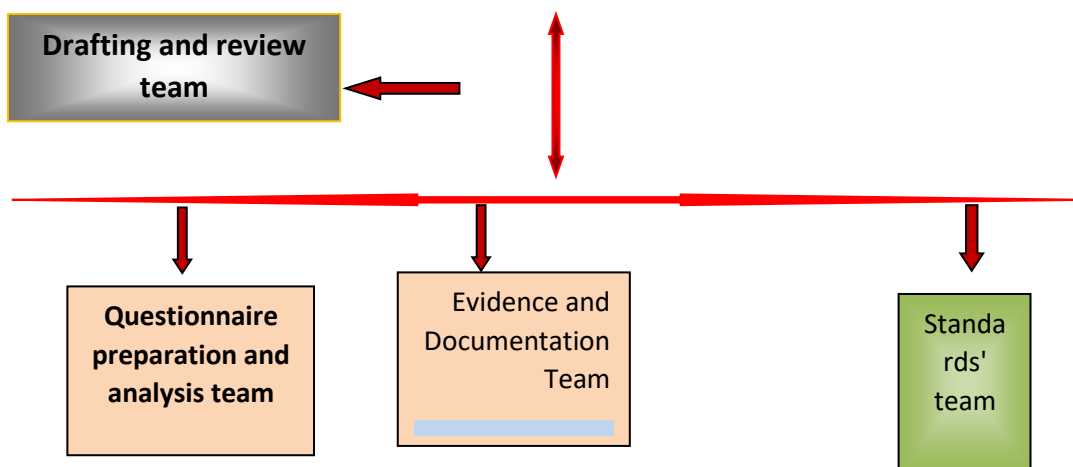 Drafting and review
team
Questionnaire
preparation and
analysis team
Evidence and
Documentation
Team
Standa
rds'
team